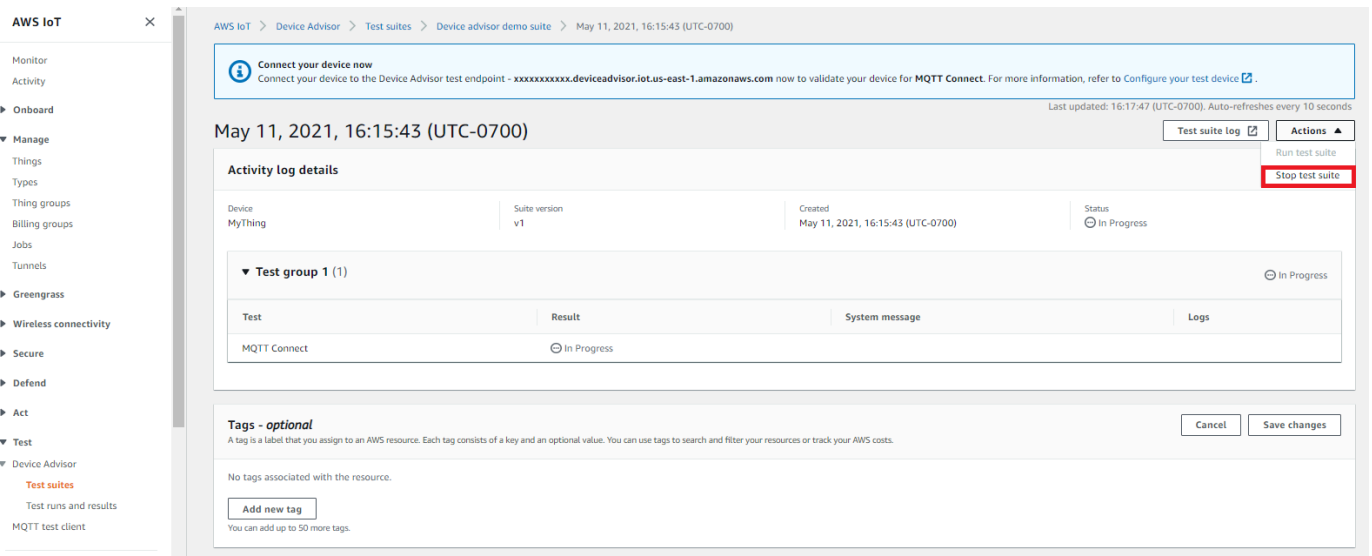 AWS IoT
Monitor
Activity
Onboard
Manage
Things
Types
Thing groups
Billing groups
Jobs
Tunnels
Greengrass
Wireless connectivity
Secure
Defend
Act
Test
Device Advisor
Test suites
Test runs and results
MQTT test client
AWS IoT > Device Advisor > Test suites > Device advisor demo suite > May 11, 2021, 16:15:43 (UTC-0700)
Connect your device now
Connect your device to the Device Advisor test endpoint - xxxxxxxxxxx.deviceadvisor.iot.us-east-1.amazonaws.com now to validate your device for MQTT Connect. For more information, refer to Configure your test device.
Last updated: 16:17:47 (UTC-0700). Auto-refreshes every 10 seconds
May 11, 2021, 16:15:43 (UTC-0700)
Test suite log
Actions
Run test suite
Stop test suite
Activity log details
Device
MyThing
Suite version
v1
Created
May 11, 2021, 16:15:43 (UTC-0700)
Status
In Progress
Test group 1 (1)
In Progress
Test Result System message Logs
MQTT Connect In Progress
Tags - optional
Cancel
Save changes
A tag is a label that you assign to an AWS resource. Each tag consists of a key and an optional value. You can use tags to search and filter your resources or track your AWS costs.
No tags associated with the resource.
Add new tag
You can add up to 50 more tags.